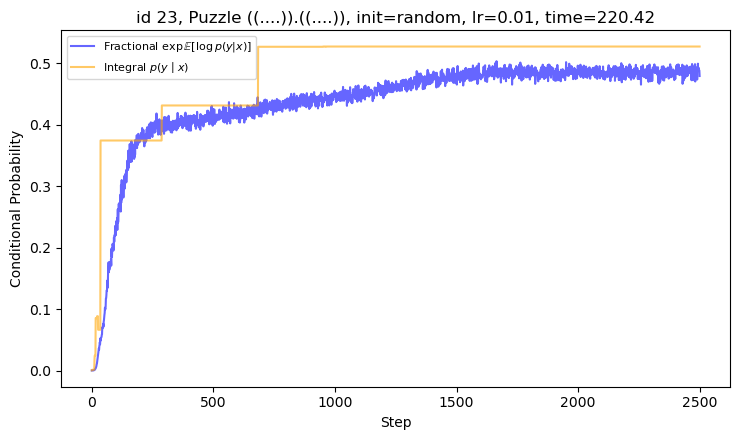 id 23, Puzzle ((....)).((....)), init=random, lr=0.01, time=220.42
Fractional exp𝔼[log p(y|x)]
Integral p(y | x)
Conditional Probability
0.5
0.4
0.3
0.2
0.1
0.0
0 500 1000 1500 2000 2500
Step